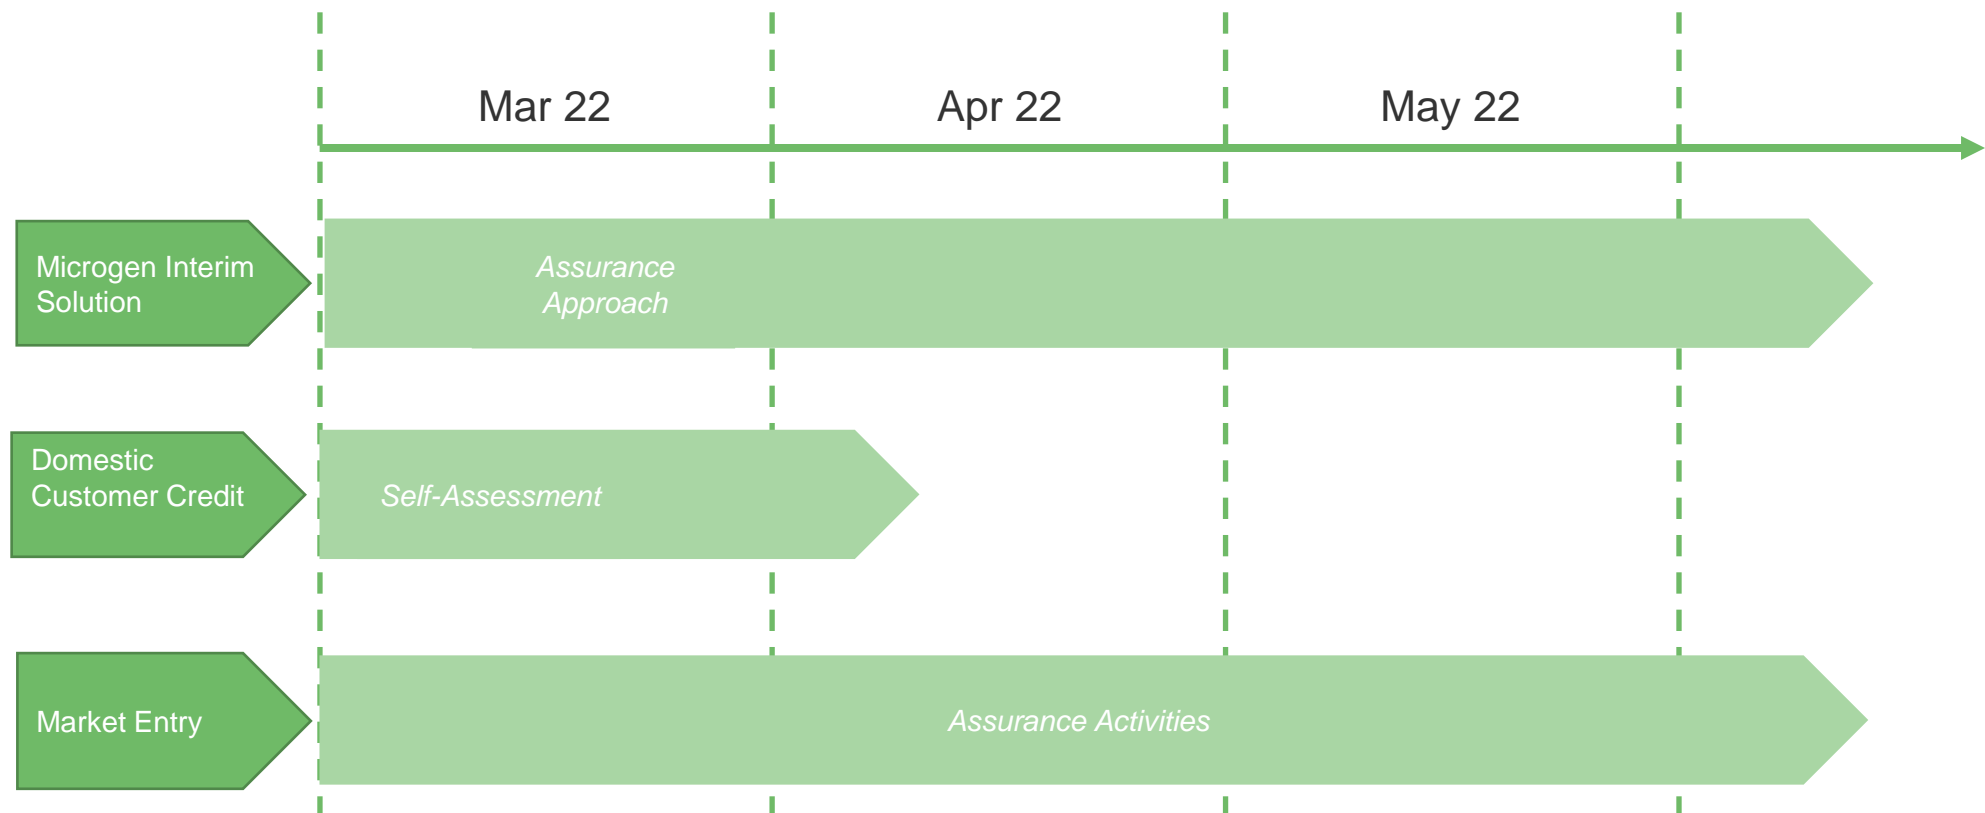 Mar 22
Apr 22
May 22
Microgen Interim
Solution
Assurance
Approach
Domestic
Customer Credit
Self-Assessment
Market Entry
Assurance Activities